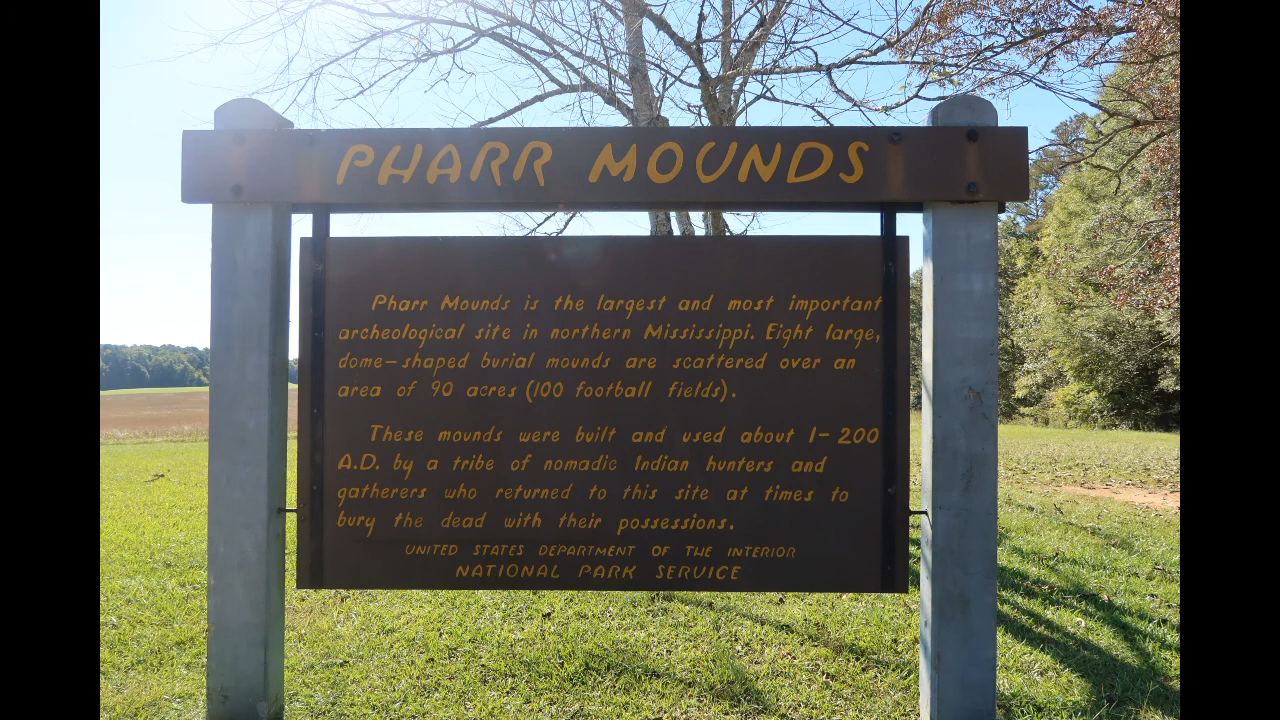 PHARR MOUNDS
Pharr Mounds is the largest and most important
archeological site in northern Mississippi. Eight large,
dome-shaped burial mounds are scattered over an
area of 90 acres (100 football fields).
These mounds were built and used about 1-200
A.D. by a tribe of nomadic Indian hunters and
gatherers who returned to this site at times to
bury the dead with their possessions.
UNITED STATES DEPARTMENT OF THE INTERIOR
NATIONAL PARK SERVICE